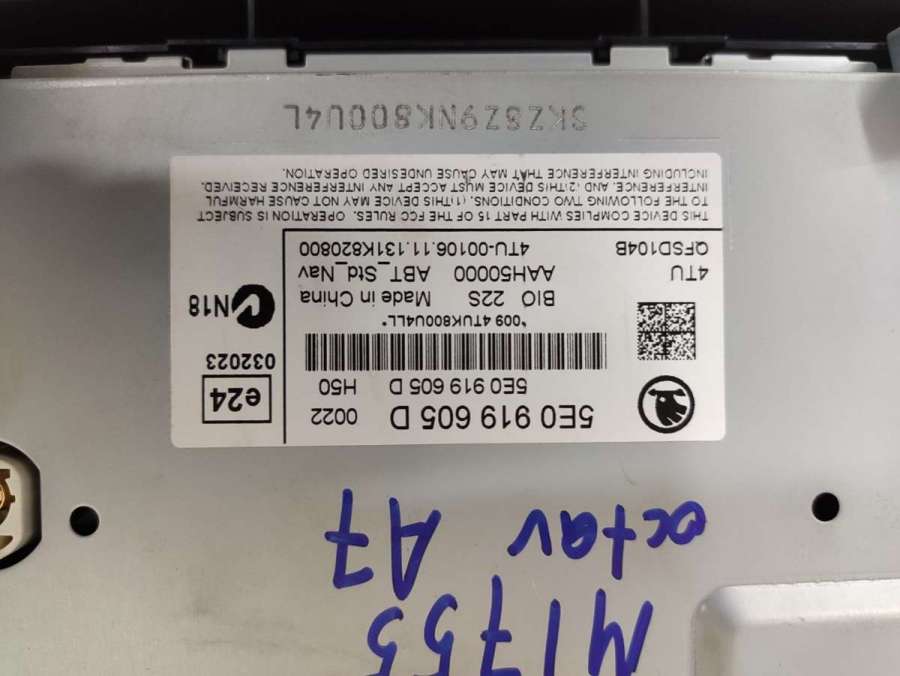 M1755
octav A7
5E0 919 605 D 0022
5E0 919 605 D H50
*009 4TUK800U4LL*
BIO 22S Made in China
4TU AAH50000 ABT_Std_Nav
QFSD104B 4TU-00106.11.131K820800
e24
032023
N18
THIS DEVICE COMPLIES WITH PART 15 OF THE FCC RULES. OPERATION IS SUBJECT
TO THE FOLLOWING TWO CONDITIONS, (1)THIS DEVICE MAY NOT CAUSE HARMFUL
INTERFERENCE, AND, (2)THIS DEVICE MUST ACCEPT ANY INTERFERENCE RECEIVED,
INCLUDING INTERFERENCE THAT MAY CAUSE UNDESIRED OPERATION.
SKZ8Z9NK800U4L